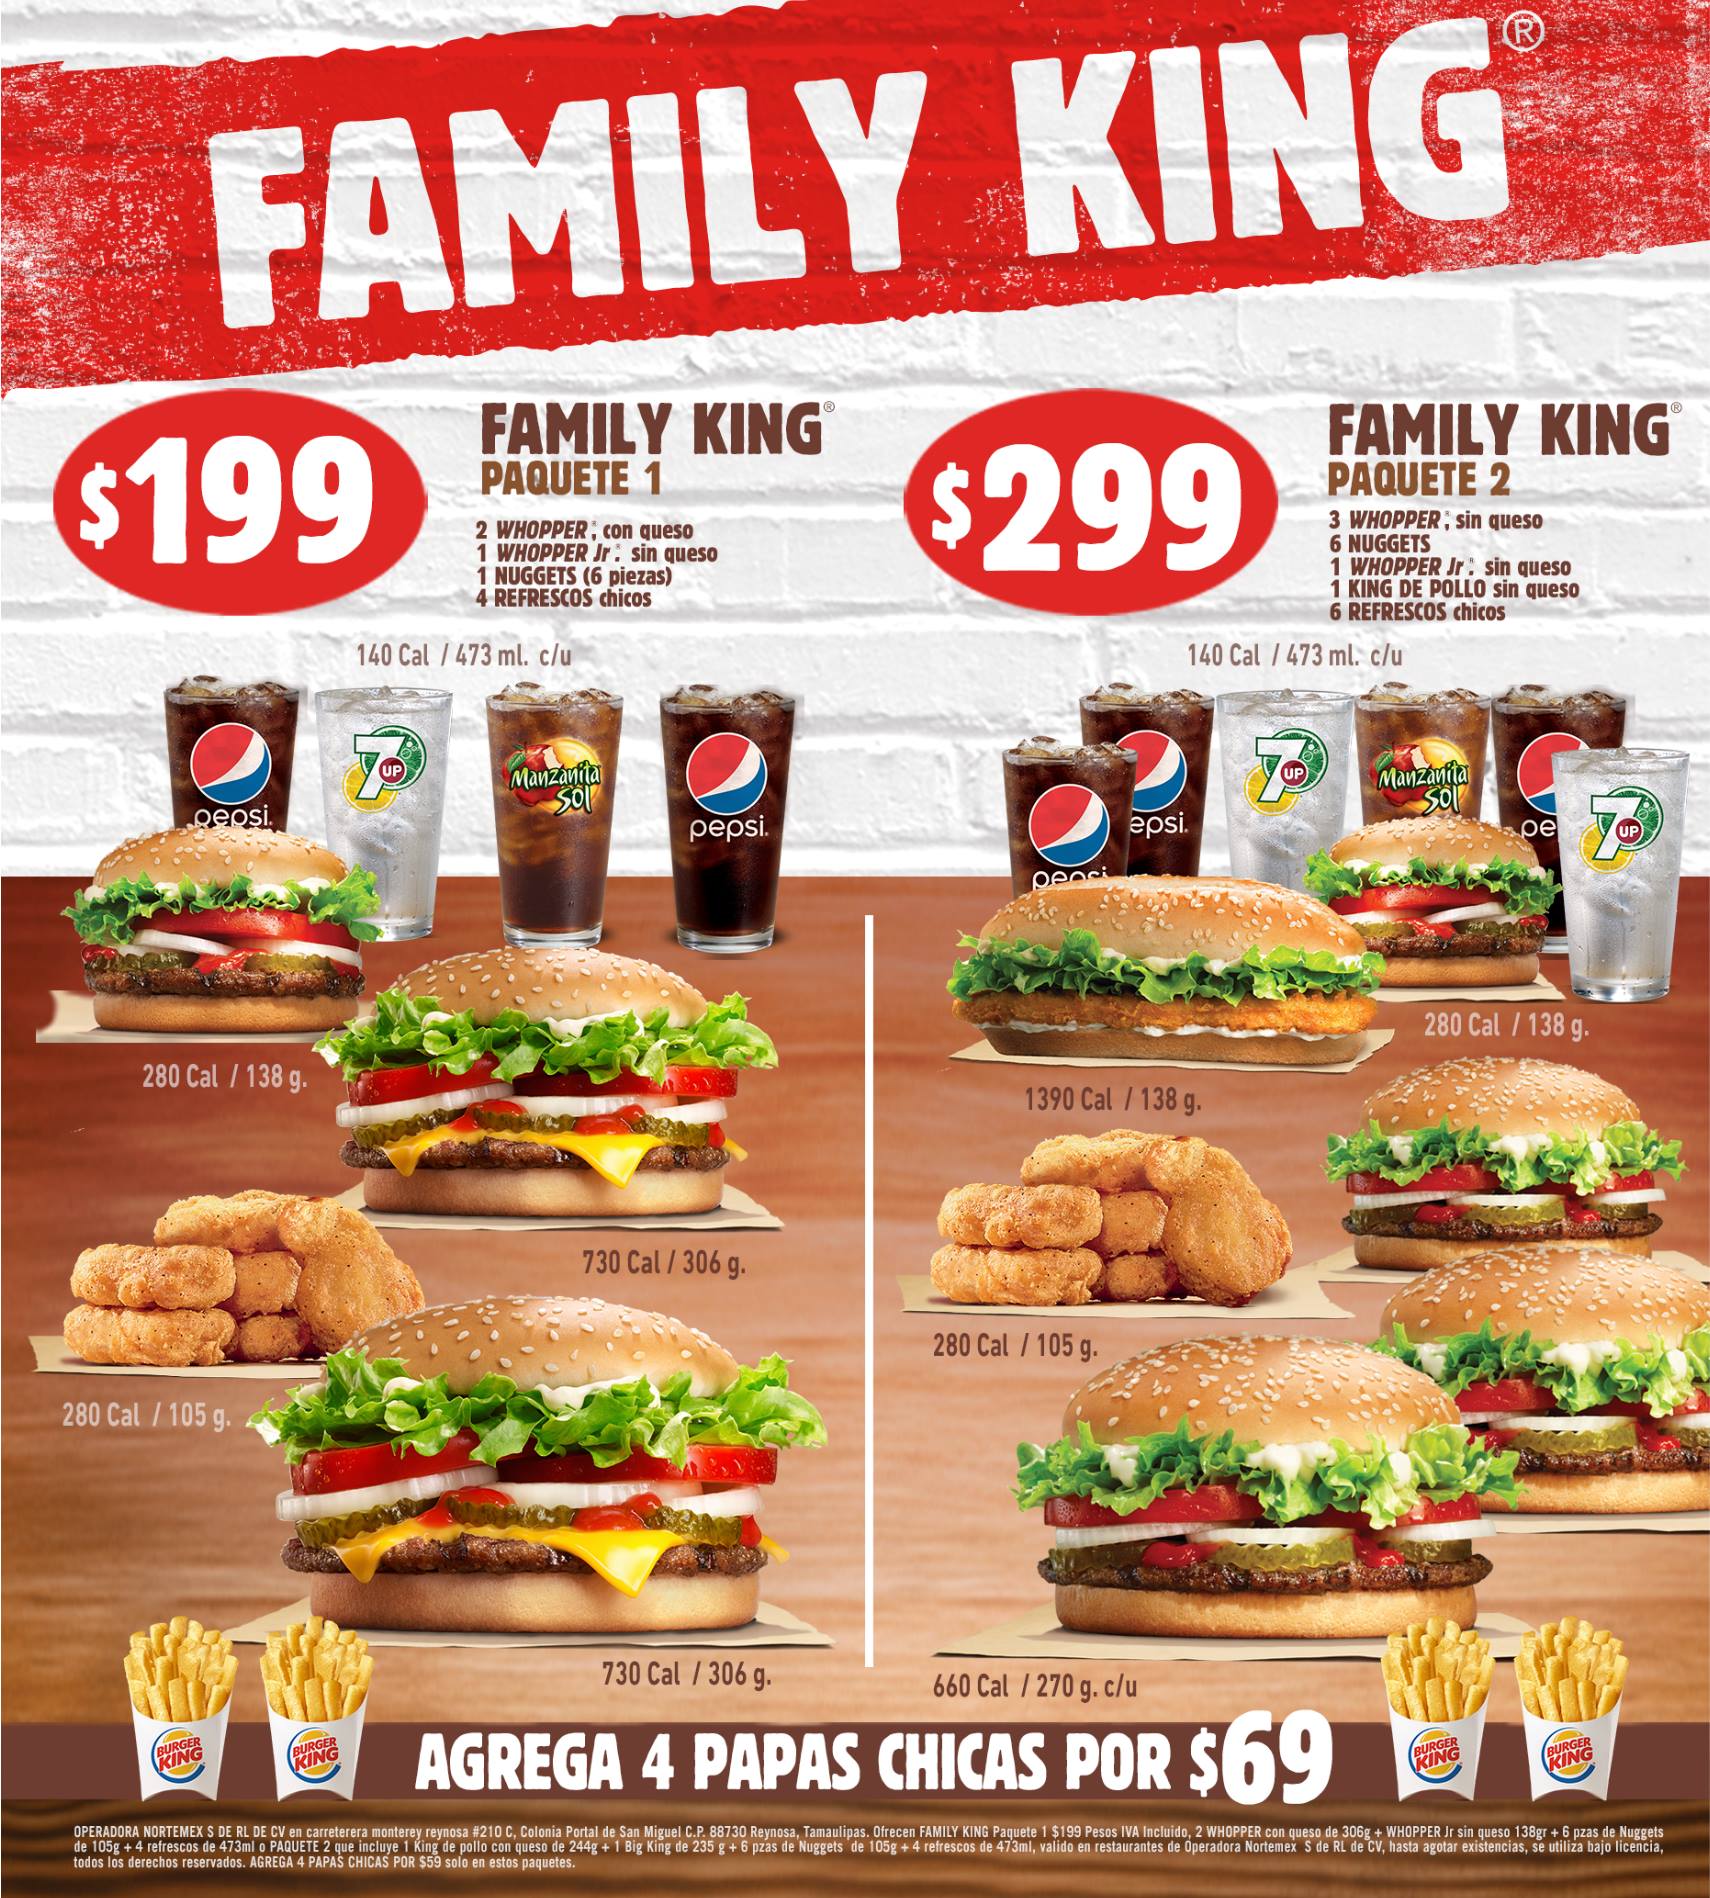 FAMILY KING®
$199
FAMILY KING®
PAQUETE 1
2 WHOPPER®, con queso
1 WHOPPER Jr®. sin queso
1 NUGGETS (6 piezas)
4 REFRESCOS chicos
140 Cal / 473 ml. c/u
$299
FAMILY KING®
PAQUETE 2
3 WHOPPER®, sin queso
6 NUGGETS
1 WHOPPER Jr®. sin queso
1 KING DE POLLO sin queso
6 REFRESCOS chicos
140 Cal / 473 ml. c/u
pepsi.
7UP
Manzanita Sol
pepsi.
pepsi
epsi.
7UP
Manzanita Sol
pe
7UP
280 Cal / 138 g.
730 Cal / 306 g.
280 Cal / 105 g.
730 Cal / 306 g.
280 Cal / 138 g.
1390 Cal / 138 g.
280 Cal / 105 g.
660 Cal / 270 g. c/u
BURGER KING
BURGER KING
AGREGA 4 PAPAS CHICAS POR $69
BURGER KING
BURGER KING
OPERADORA NORTEMEX S DE RL DE CV en carreterera monterey reynosa #210 C, Colonia Portal de San Miguel C.P. 88730 Reynosa, Tamaulipas. Ofrecen FAMILY KING Paquete 1 $199 Pesos IVA Incluido, 2 WHOPPER con queso de 306g + WHOPPER Jr sin queso 138gr + 6 pzas de Nuggets
de 105g + 4 refrescos de 473ml o PAQUETE 2 que incluye 1 King de pollo con queso de 244g + 1 Big King de 235 g + 6 pzas de Nuggets de 105g + 4 refrescos de 473ml, valido en restaurantes de Operadora Nortemex S de RL de CV, hasta agotar existencias, se utiliza bajo licencia,
todos los derechos reservados. AGREGA 4 PAPAS CHICAS POR $59 solo en estos paquetes.